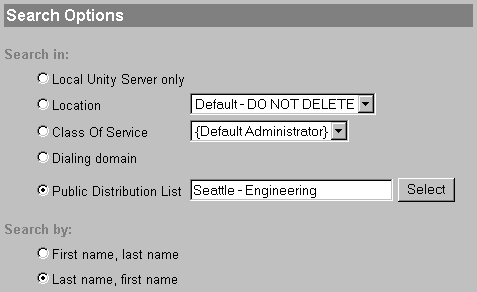 Search Options
Search in:
Local Unity Server only
Location Default - DO NOT DELETE
Class Of Service {Default Administrator}
Dialing domain
Public Distribution List Seattle - Engineering Select
Search by:
First name, last name
Last name, first name